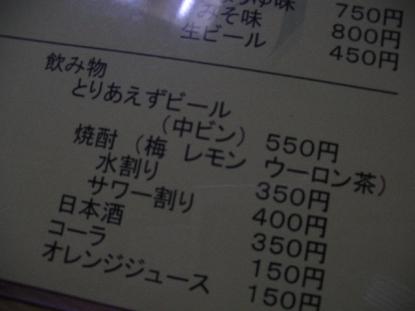 ゆ味 750円
みそ味 800円
生ビール 450円
飲み物
とりあえずビール
(中ビン) 550円
焼酎 (梅 レモン ウーロン茶)
水割り 350円
サワー割り 400円
日本酒 350円
コーラ 150円
オレンジジュース 150円